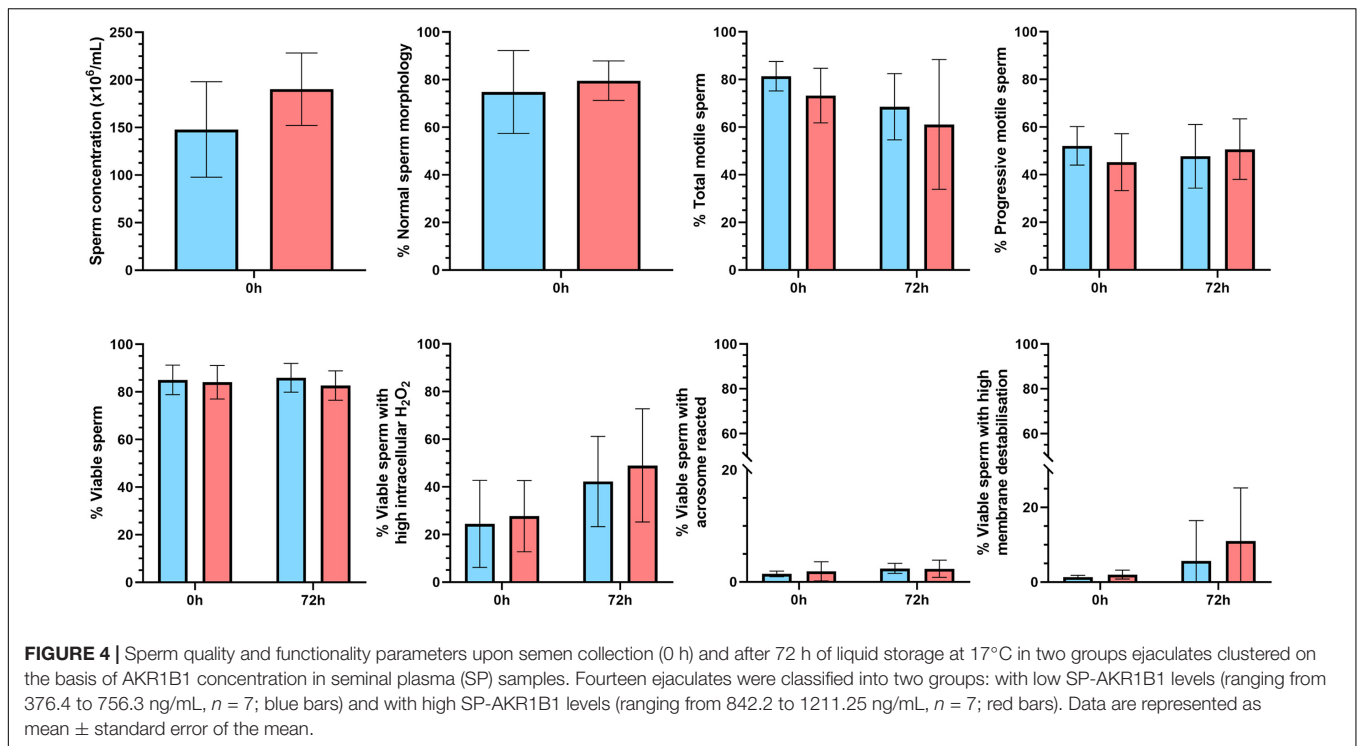 Sperm concentration (x10⁶/mL)
250
200
150
100
50
0
0h
% Normal sperm morphology
100
80
60
40
20
0
0h
% Total motile sperm
100
80
60
40
20
0
0h 72h
% Progressive motile sperm
100
80
60
40
20
0
0h 72h
% Viable sperm
100
80
60
40
20
0
0h 72h
% Viable sperm with
high intracellular H₂O₂
100
80
60
40
20
0
0h 72h
% Viable sperm with
acrosome reacted
100
80
60
40
20
0
0h 72h
% Viable sperm with high
membrane destabilisation
100
80
60
40
20
0
0h 72h
FIGURE 4 | Sperm quality and functionality parameters upon semen collection (0 h) and after 72 h of liquid storage at 17°C in two groups ejaculates clustered on
the basis of AKR1B1 concentration in seminal plasma (SP) samples. Fourteen ejaculates were classified into two groups: with low SP-AKR1B1 levels (ranging from
376.4 to 756.3 ng/mL, n = 7; blue bars) and with high SP-AKR1B1 levels (ranging from 842.2 to 1211.25 ng/mL, n = 7; red bars). Data are represented as
mean ± standard error of the mean.